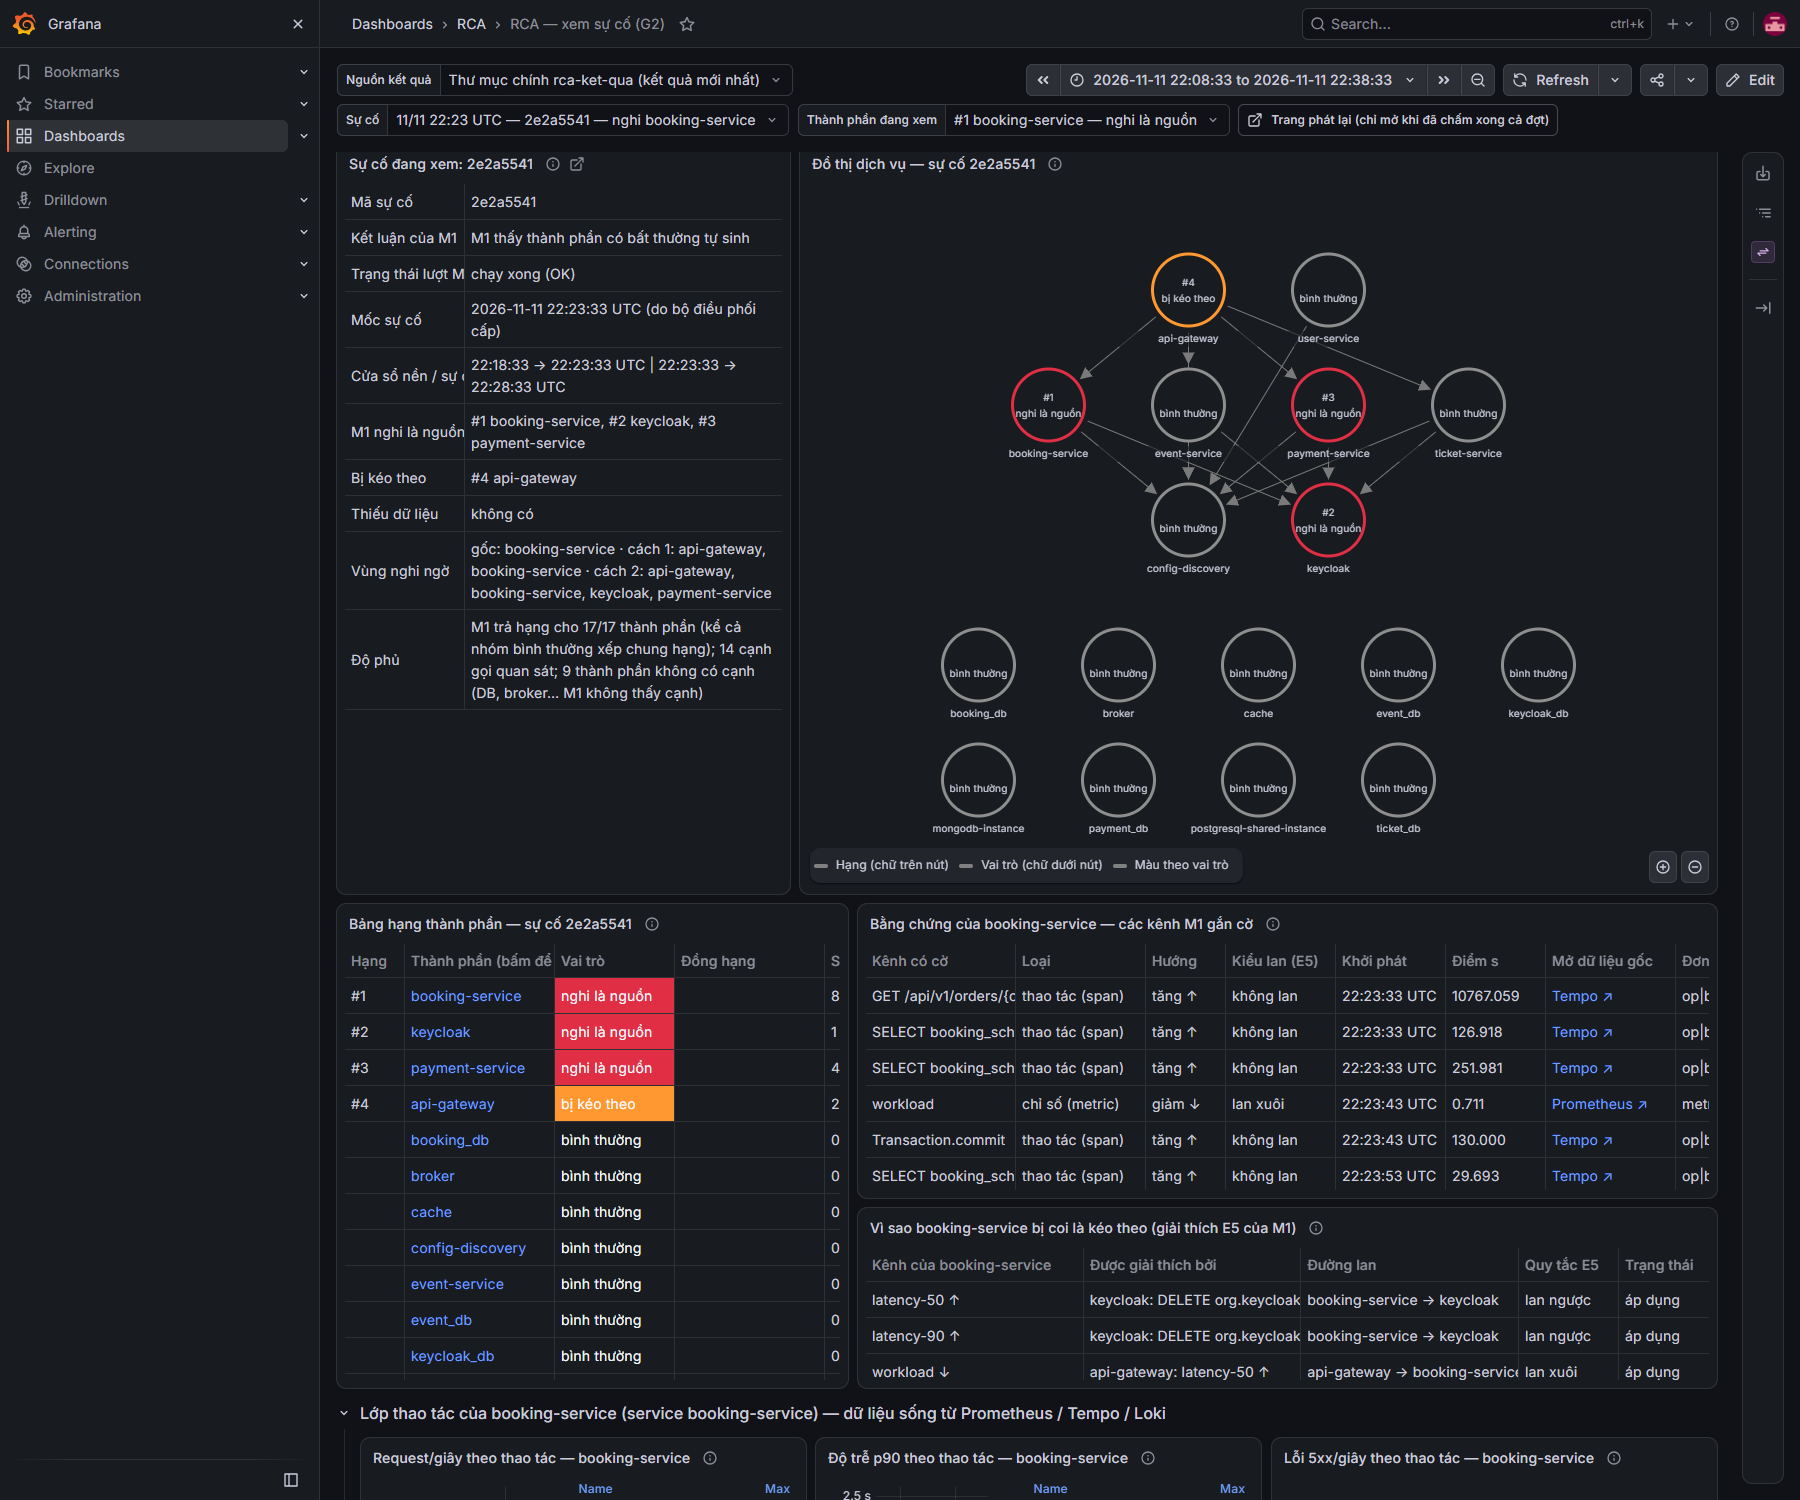 Grafana
Dashboards › RCA › RCA — xem sự cố (G2)
Search... ctrl+k
Bookmarks
Starred
Dashboards
Explore
Drilldown
Alerting
Connections
Administration
Nguồn kết quả Thư mục chính rca-ket-qua (kết quả mới nhất)
2026-11-11 22:08:33 to 2026-11-11 22:38:33
Refresh
Edit
Sự cố 11/11 22:23 UTC — 2e2a5541 — nghi booking-service
Thành phần đang xem #1 booking-service — nghi là nguồn
Trang phát lại (chỉ mở khi đã chấm xong cả đợt)
Sự cố đang xem: 2e2a5541
Mã sự cố 2e2a5541
Kết luận của M1 M1 thấy thành phần có bất thường tự sinh
Trạng thái lượt M chạy xong (OK)
Mốc sự cố 2026-11-11 22:23:33 UTC (do bộ điều phối
cấp)
Cửa sổ nền / sự 22:18:33 → 22:23:33 UTC | 22:23:33 →
22:28:33 UTC
M1 nghi là nguồn #1 booking-service, #2 keycloak, #3
payment-service
Bị kéo theo #4 api-gateway
Thiếu dữ liệu không có
Vùng nghi ngờ gốc: booking-service · cách 1: api-gateway,
booking-service · cách 2: api-gateway,
booking-service, keycloak, payment-service
Độ phủ M1 trả hạng cho 17/17 thành phần (kể cả
nhóm bình thường xếp chung hạng); 14 cạnh
gọi quan sát; 9 thành phần không có cạnh
(DB, broker... M1 không thấy cạnh)
Đồ thị dịch vụ — sự cố 2e2a5541
#4
bị kéo theo bình thường
api-gateway user-service
#1 #3
nghi là nguồn bình thường nghi là nguồn bình thường
booking-service event-service payment-service ticket-service
#2
bình thường nghi là nguồn
config-discovery keycloak
bình thường bình thường bình thường bình thường bình thường
booking_db broker cache event_db keycloak_db
bình thường bình thường bình thường bình thường
mongodb-instance payment_db postgresql-shared-instance ticket_db
Hạng (chữ trên nút) Vai trò (chữ dưới nút) Màu theo vai trò
Bảng hạng thành phần — sự cố 2e2a5541
Hạng Thành phần (bấm để Vai trò Đồng hạng S
#1 booking-service nghi là nguồn 8
#2 keycloak nghi là nguồn 1
#3 payment-service nghi là nguồn 4
#4 api-gateway bị kéo theo 2
booking_db bình thường 0
broker bình thường 0
cache bình thường 0
config-discovery bình thường 0
event-service bình thường 0
event_db bình thường 0
keycloak_db bình thường 0
Bằng chứng của booking-service — các kênh M1 gắn cờ
Kênh có cờ Loại Hướng Kiểu lan (E5) Khởi phát Điểm s Mở dữ liệu gốc Đơn
GET /api/v1/orders/{c thao tác (span) tăng ↑ không lan 22:23:33 UTC 10767.059 Tempo ↗ op|b
SELECT booking_sch thao tác (span) tăng ↑ không lan 22:23:33 UTC 126.918 Tempo ↗ op|b
SELECT booking_sch thao tác (span) tăng ↑ không lan 22:23:33 UTC 251.981 Tempo ↗ op|b
workload chỉ số (metric) giảm ↓ lan xuôi 22:23:43 UTC 0.711 Prometheus ↗ met
Transaction.commit thao tác (span) tăng ↑ không lan 22:23:43 UTC 130.000 Tempo ↗ op|b
SELECT booking_sch thao tác (span) tăng ↑ không lan 22:23:53 UTC 29.693 Tempo ↗ op|b
Vì sao booking-service bị coi là kéo theo (giải thích E5 của M1)
Kênh của booking-service Được giải thích bởi Đường lan Quy tắc E5 Trạng thái
latency-50 ↑ keycloak: DELETE org.keycloak booking-service → keycloak lan ngược áp dụng
latency-90 ↑ keycloak: DELETE org.keycloak booking-service → keycloak lan ngược áp dụng
workload ↓ api-gateway: latency-50 ↑ api-gateway → booking-service lan xuôi áp dụng
Lớp thao tác của booking-service (service booking-service) — dữ liệu sống từ Prometheus / Tempo / Loki
Request/giây theo thao tác — booking-service
Name Max
Độ trễ p90 theo thao tác — booking-service
2.5 s Name Max
Lỗi 5xx/giây theo thao tác — booking-service